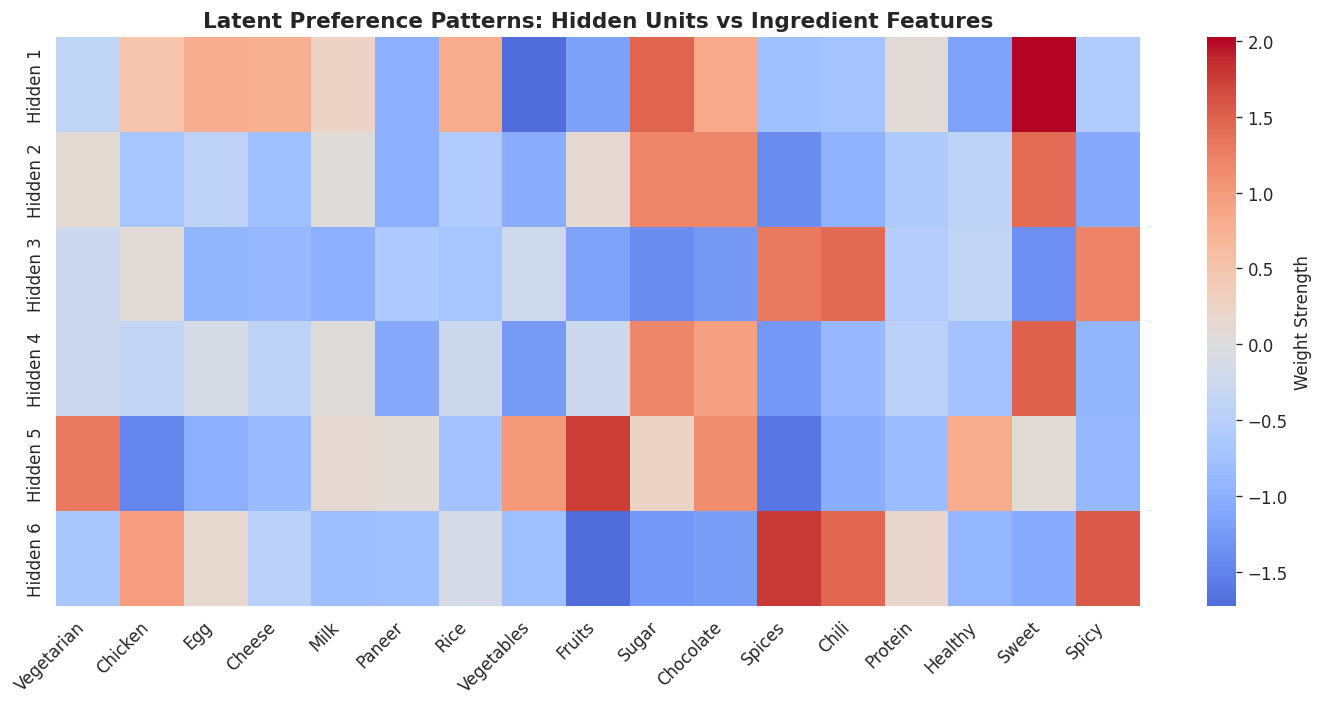 Latent Preference Patterns: Hidden Units vs Ingredient Features
Hidden 1
Hidden 2
Hidden 3
Hidden 4
Hidden 5
Hidden 6
Vegetarian
Chicken
Egg
Cheese
Milk
Paneer
Rice
Vegetables
Fruits
Sugar
Chocolate
Spices
Chili
Protein
Healthy
Sweet
Spicy
2.0
1.5
1.0
0.5
0.0
−0.5
−1.0
−1.5
Weight Strength